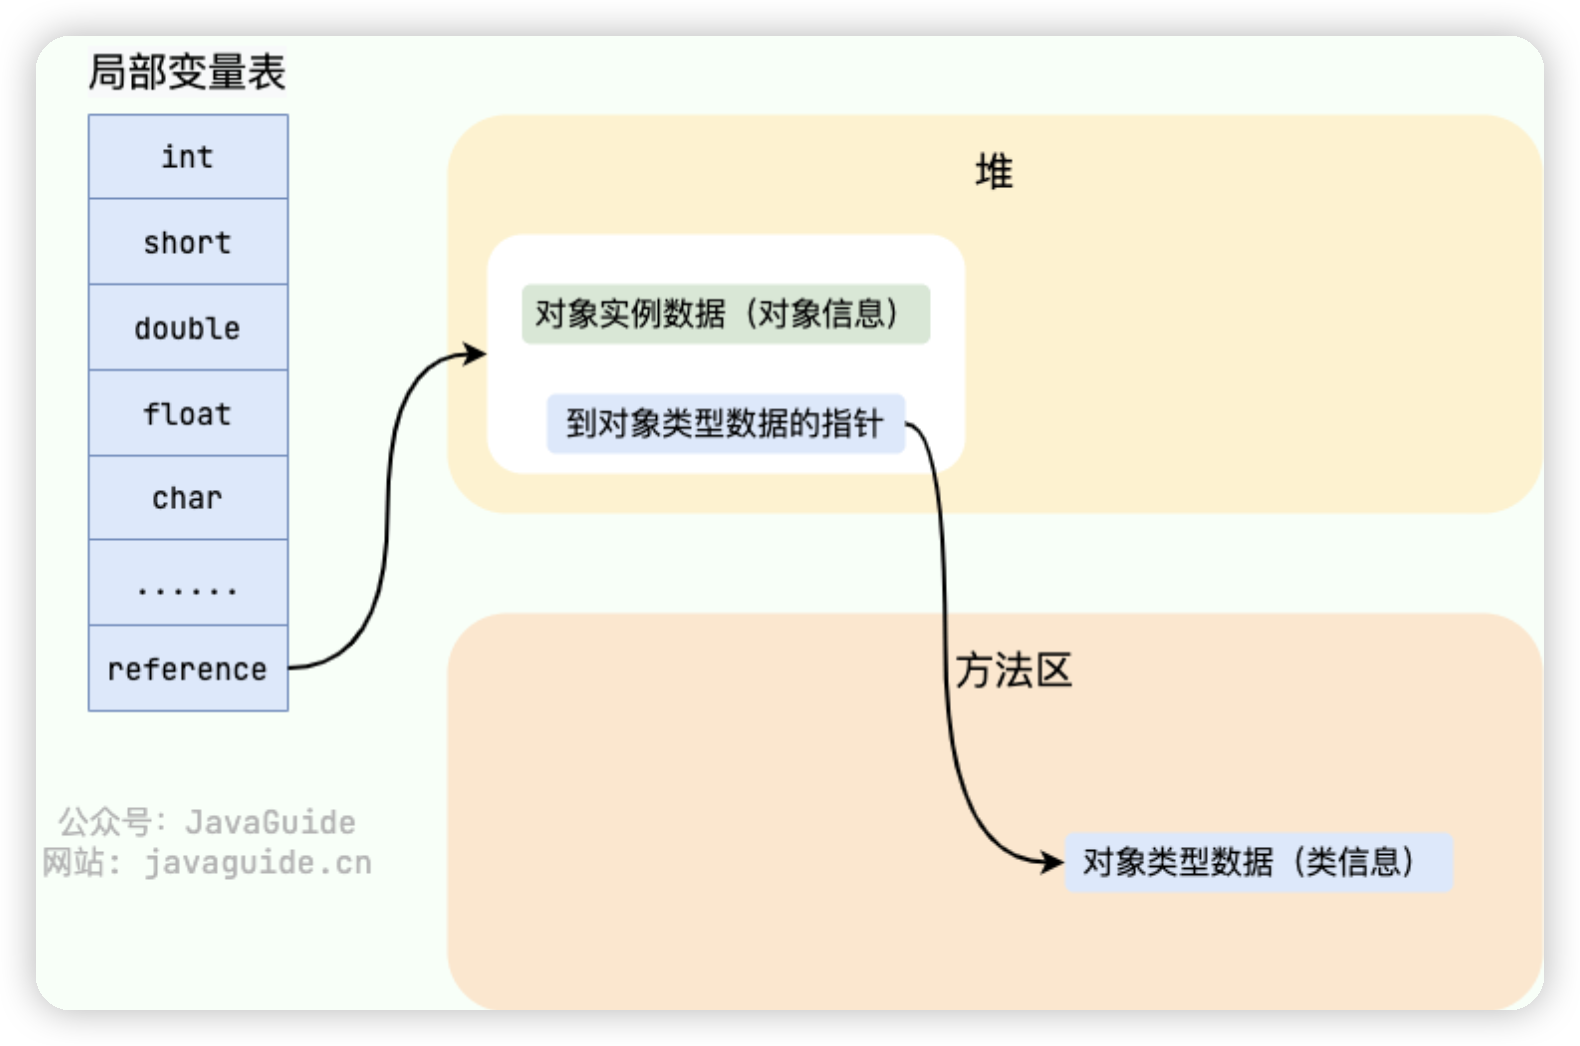 局部变量表
int
short
double
float
char
......
reference
堆
对象实例数据（对象信息）
到对象类型数据的指针
方法区
对象类型数据（类信息）
公众号：JavaGuide
网站: javaguide.cn